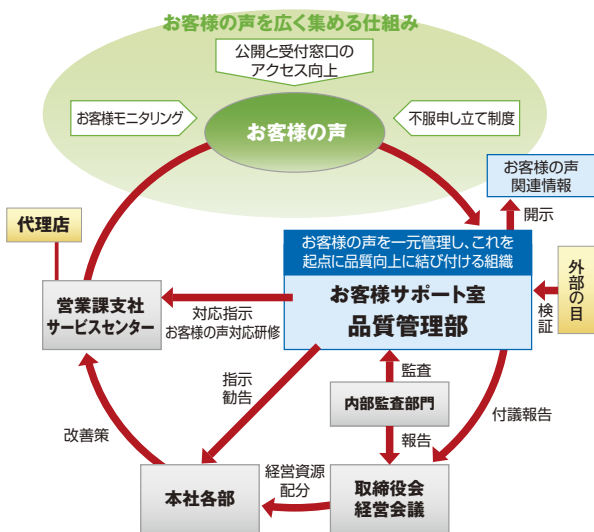 お客様の声を広く集める仕組み
公開と受付窓口の
アクセス向上
お客様モニタリング
お客様の声
不服申し立て制度
お客様の声
関連情報
開示
代理店
お客様の声を一元管理し、これを
起点に品質向上に結び付ける組織
お客様サポート室
品質管理部
外部の目
検証
営業課支社
サービスセンター
対応指示
お客様の声対応研修
指示
勧告
監査
内部監査部門
報告
付議報告
改善策
本社各部
経営資源
配分
取締役会
経営会議